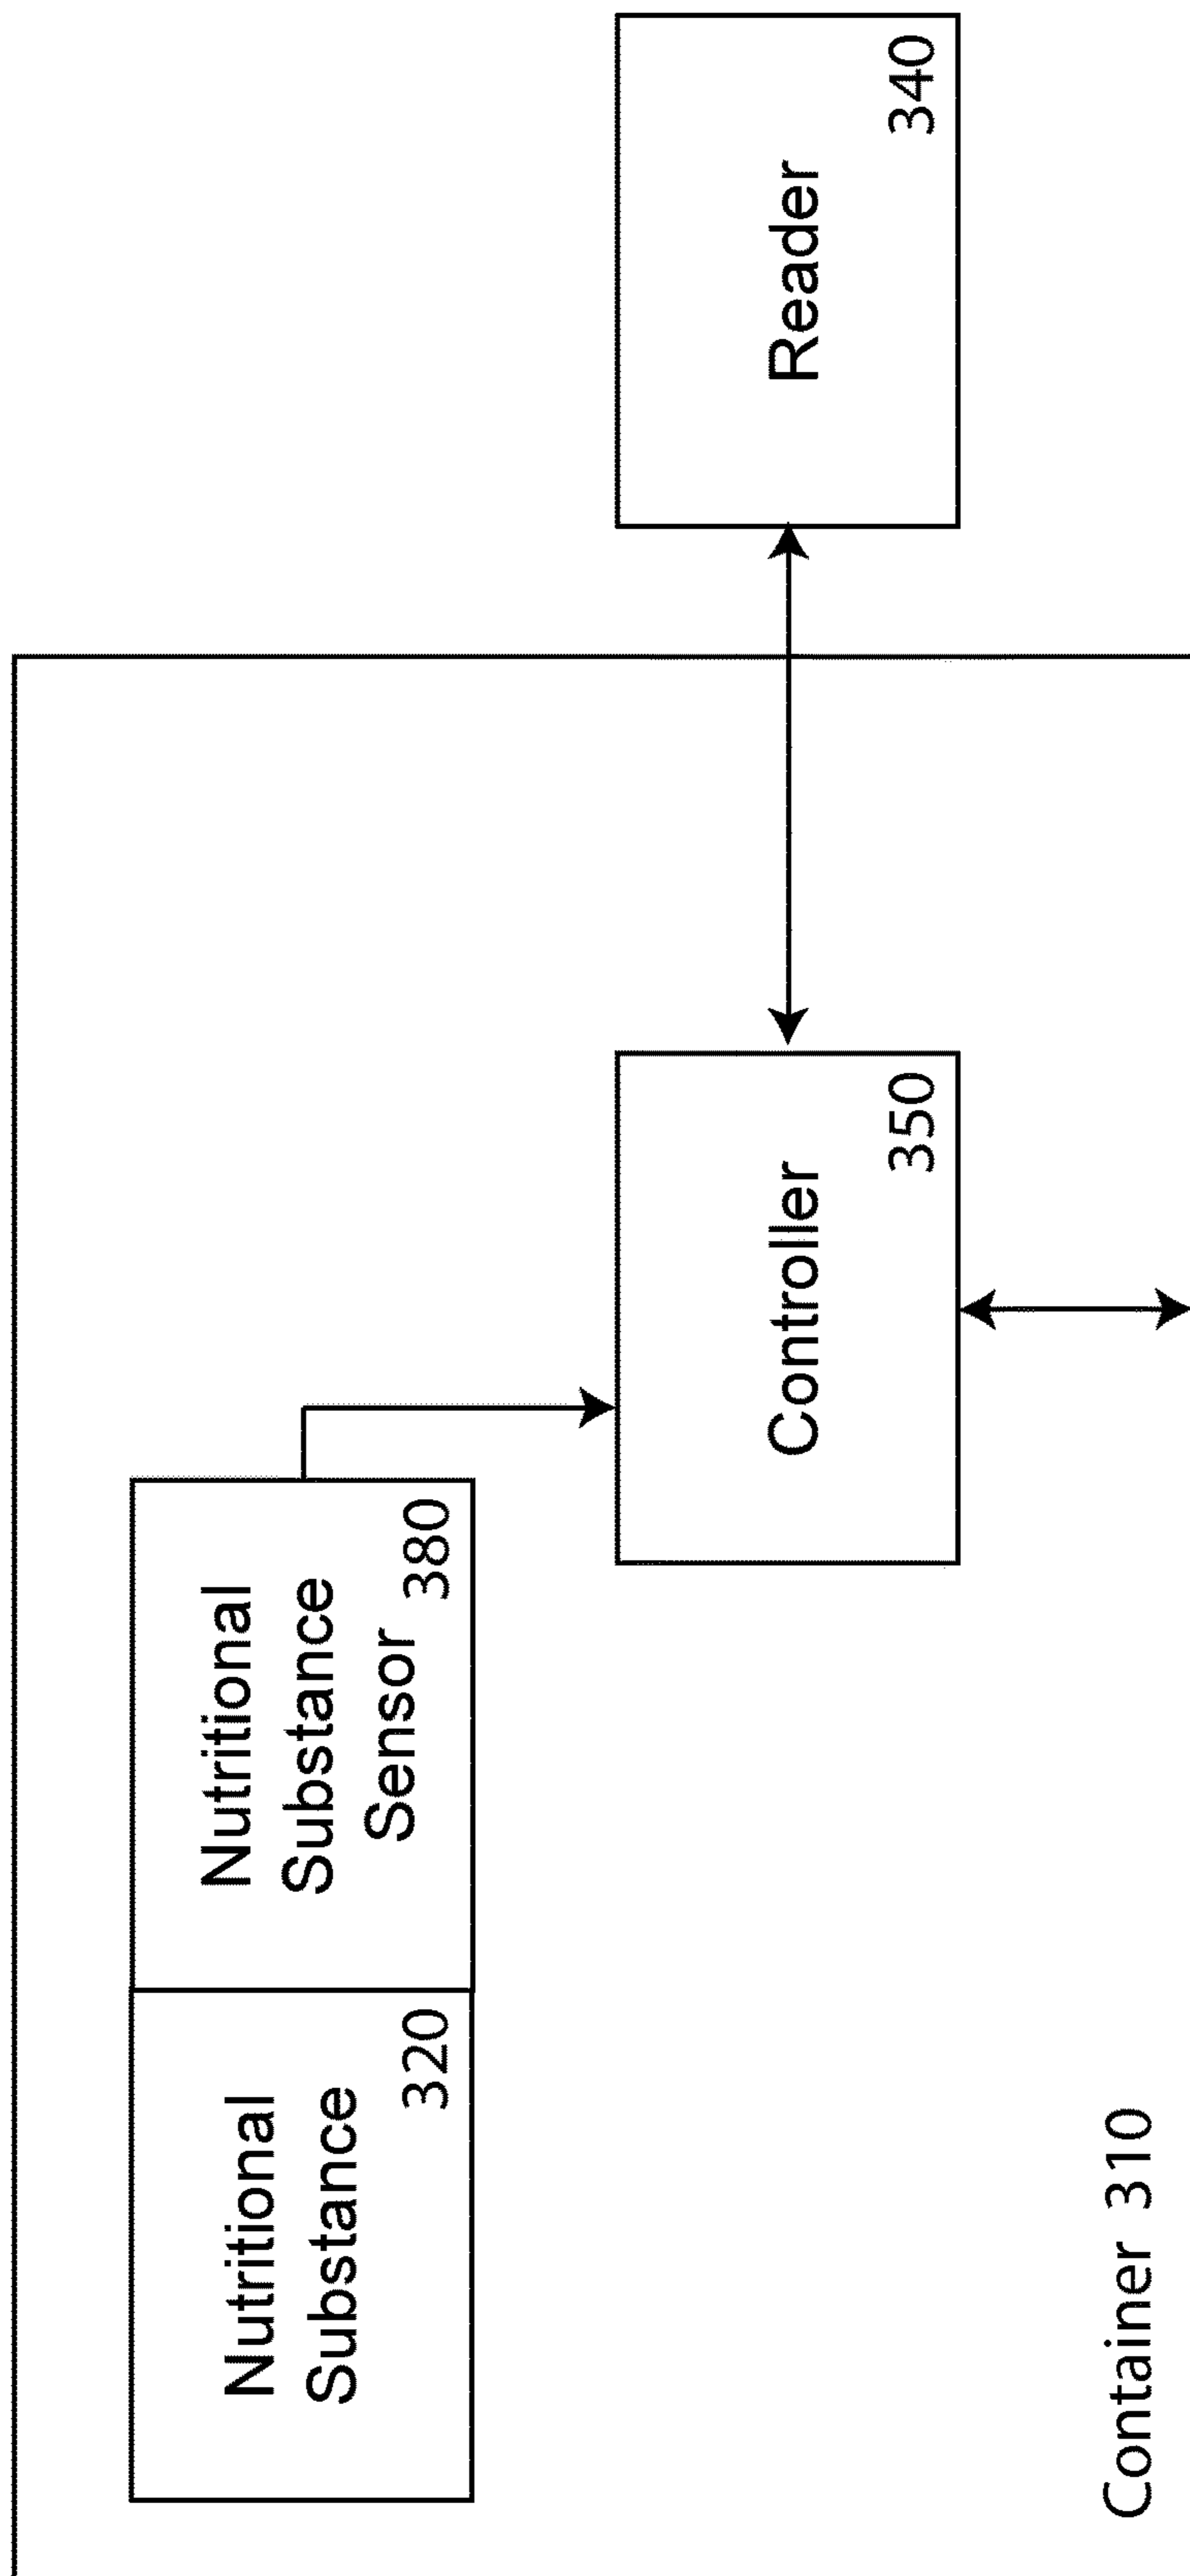 Nutritional
Substance
320
Nutritional
Substance
Sensor
380
Controller
350
Reader
340
Container 310